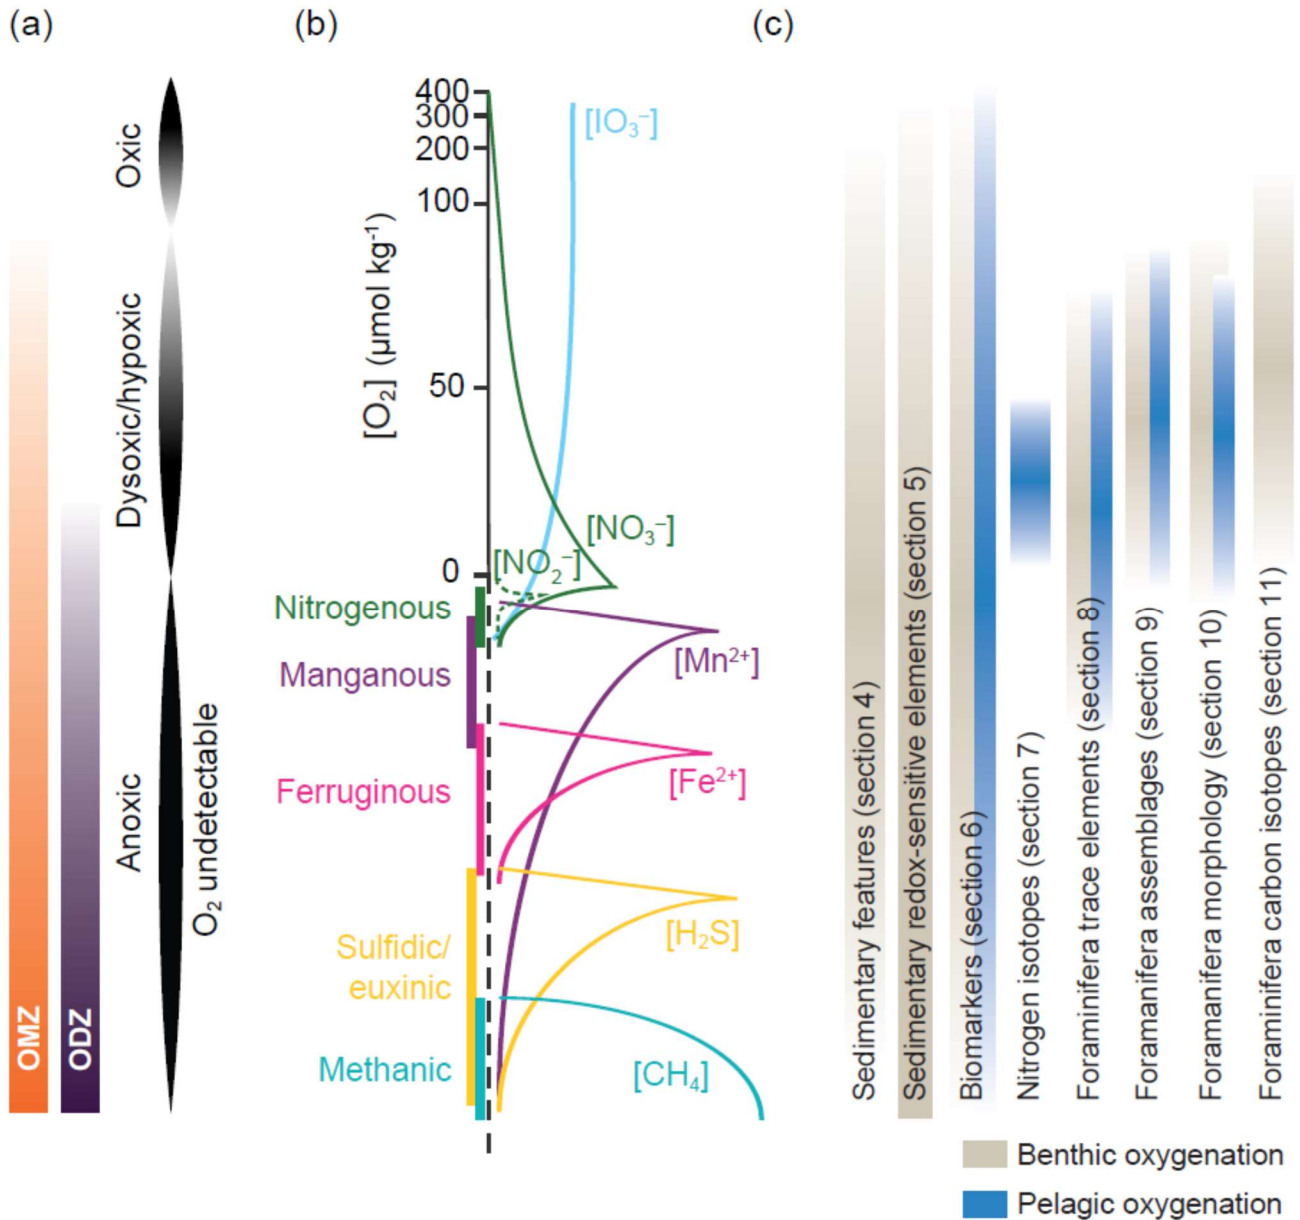 (a)
Oxic
Dysoxic/hypoxic
Anoxic
O₂ undetectable
OMZ
ODZ
(b)
[O₂] (µmol kg⁻¹)
400
300
200
100
50
0
[IO₃⁻]
[NO₃⁻]
[NO₂⁻]
Nitrogenous
Manganous
[Mn²⁺]
Ferruginous
[Fe²⁺]
Sulfidic/
euxinic
[H₂S]
Methanic
[CH₄]
(c)
Sedimentary features (section 4)
Sedimentary redox-sensitive elements (section 5)
Biomarkers (section 6)
Nitrogen isotopes (section 7)
Foraminifera trace elements (section 8)
Foramanifera assemblages (section 9)
Foramanifera morphology (section 10)
Foraminifera carbon isotopes (section 11)
Benthic oxygenation
Pelagic oxygenation